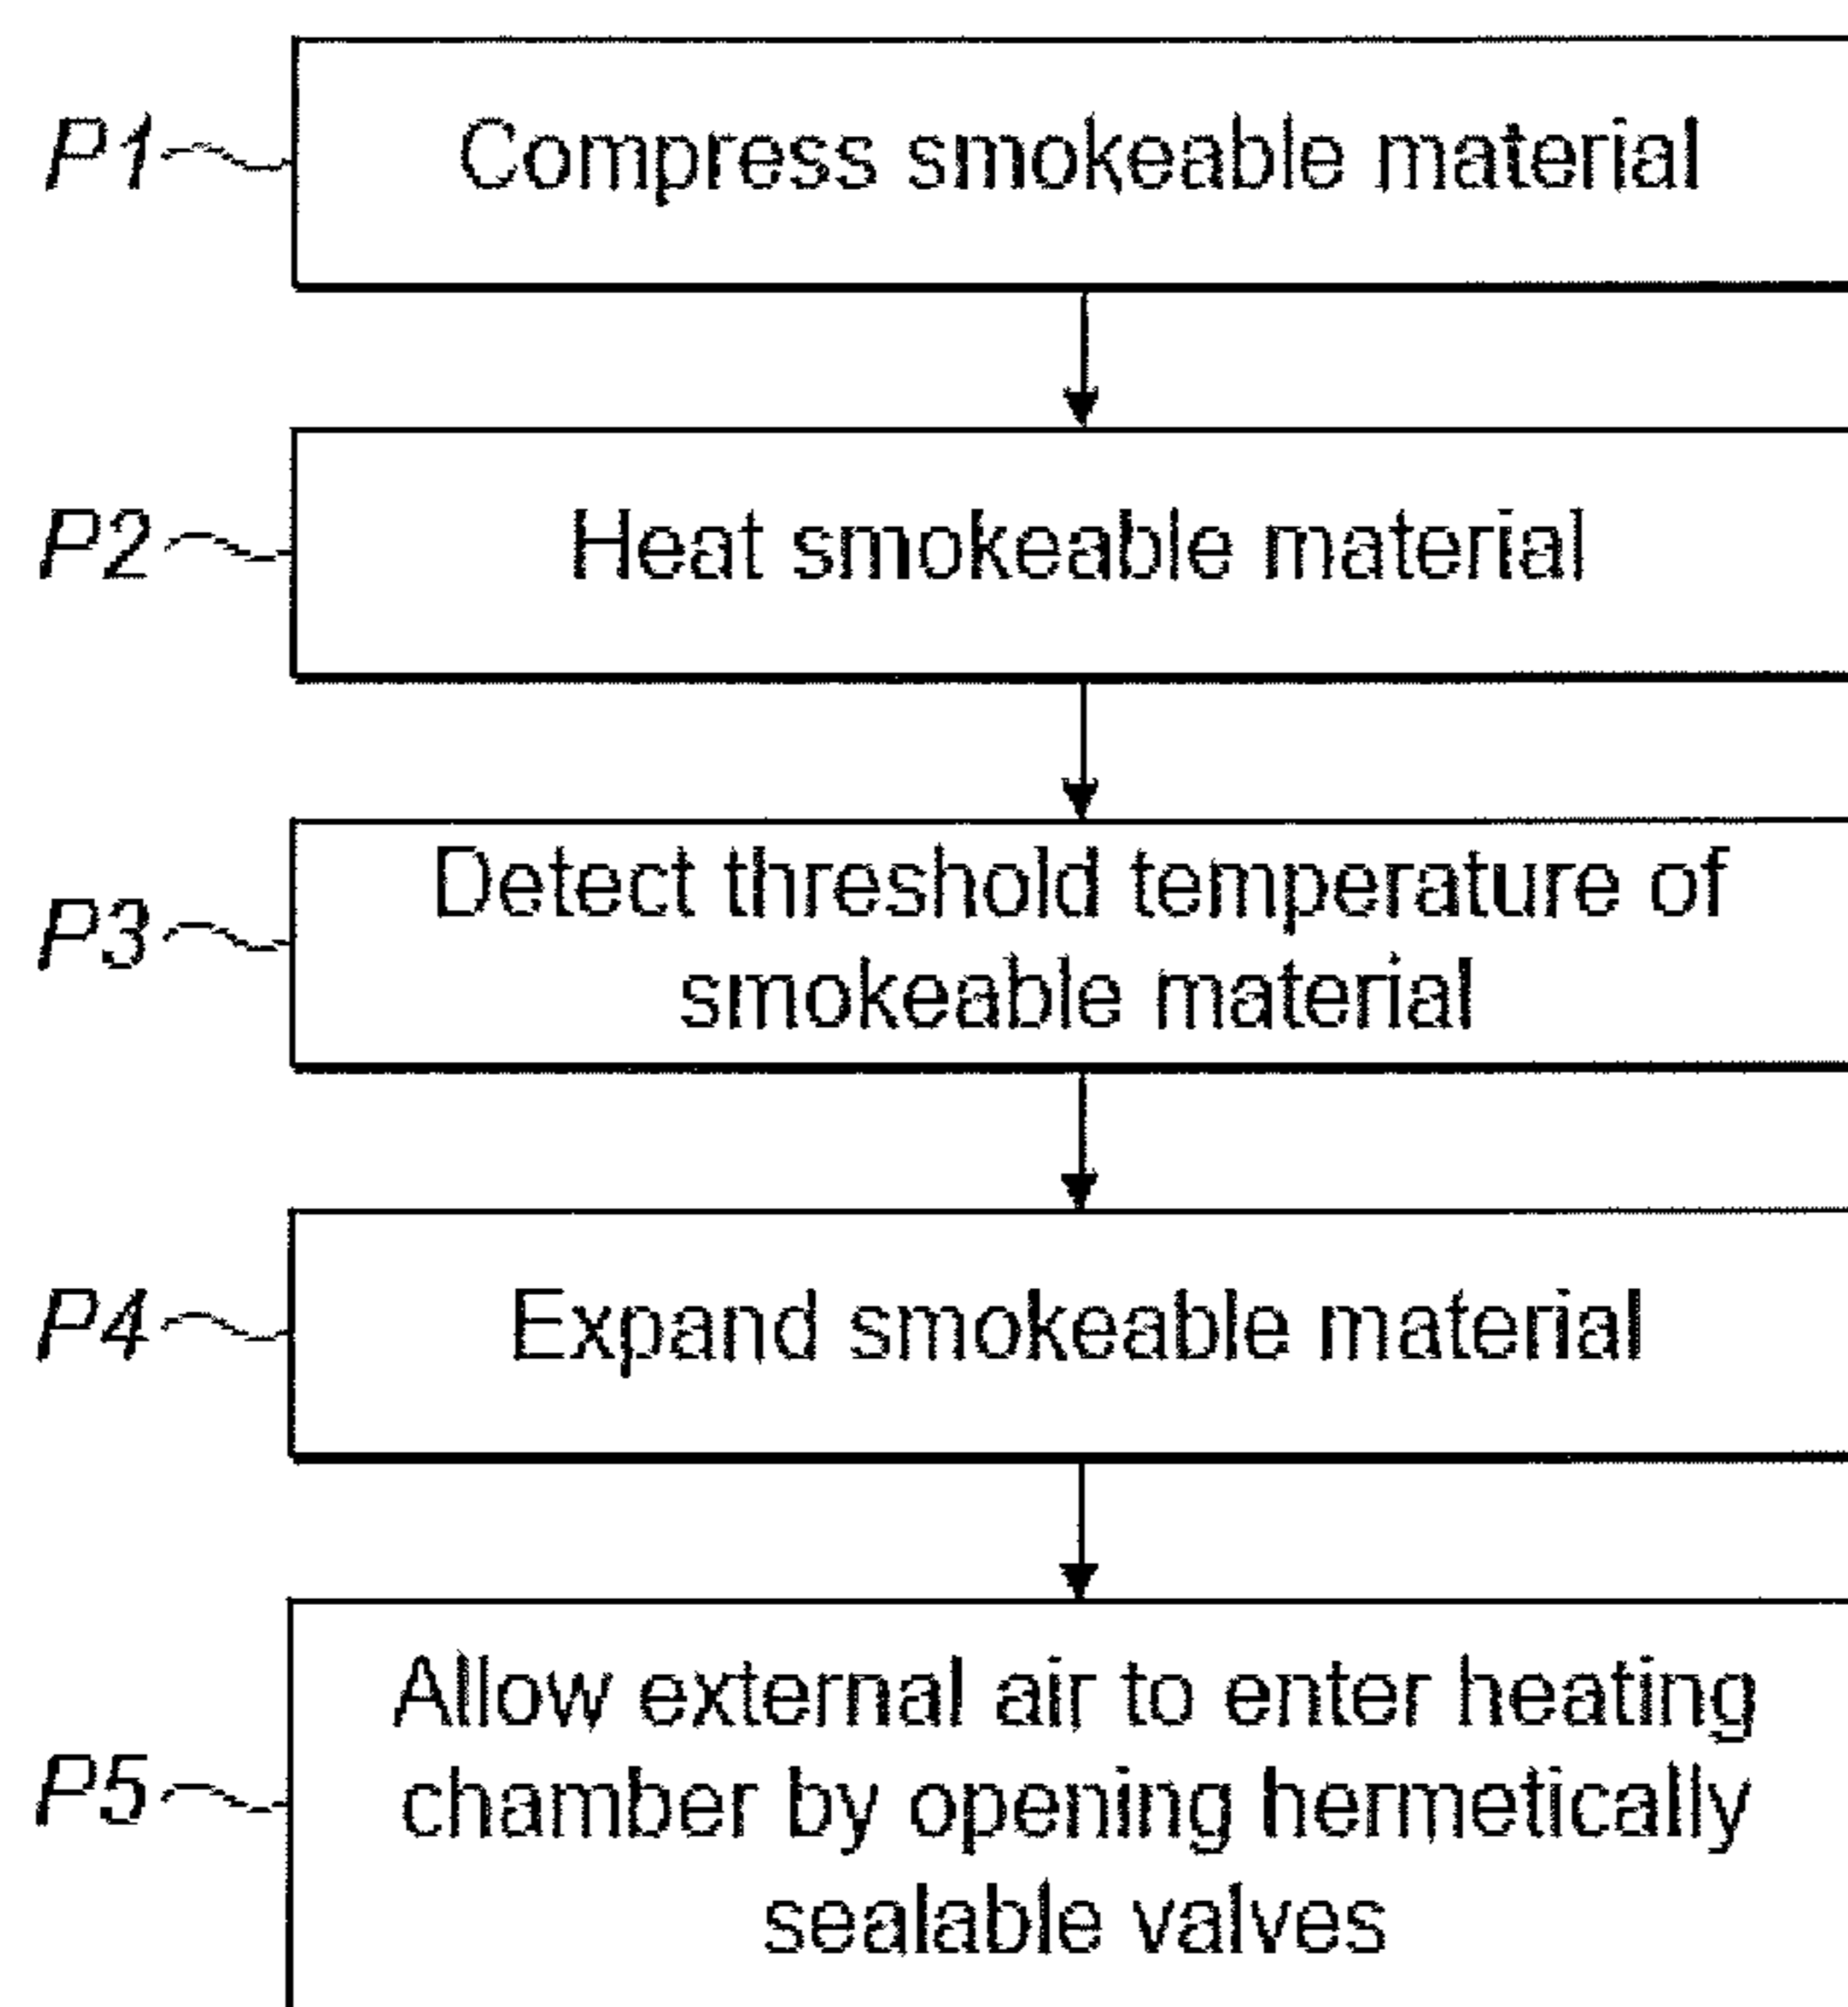 P1 Compress smokeable material
P2 Heat smokeable material
Detect threshold temperature of
P3
smokeable material
P4 Expand smokeable material
Allow external air to enter heating
P5 chamber by opening hermetically
sealable valves